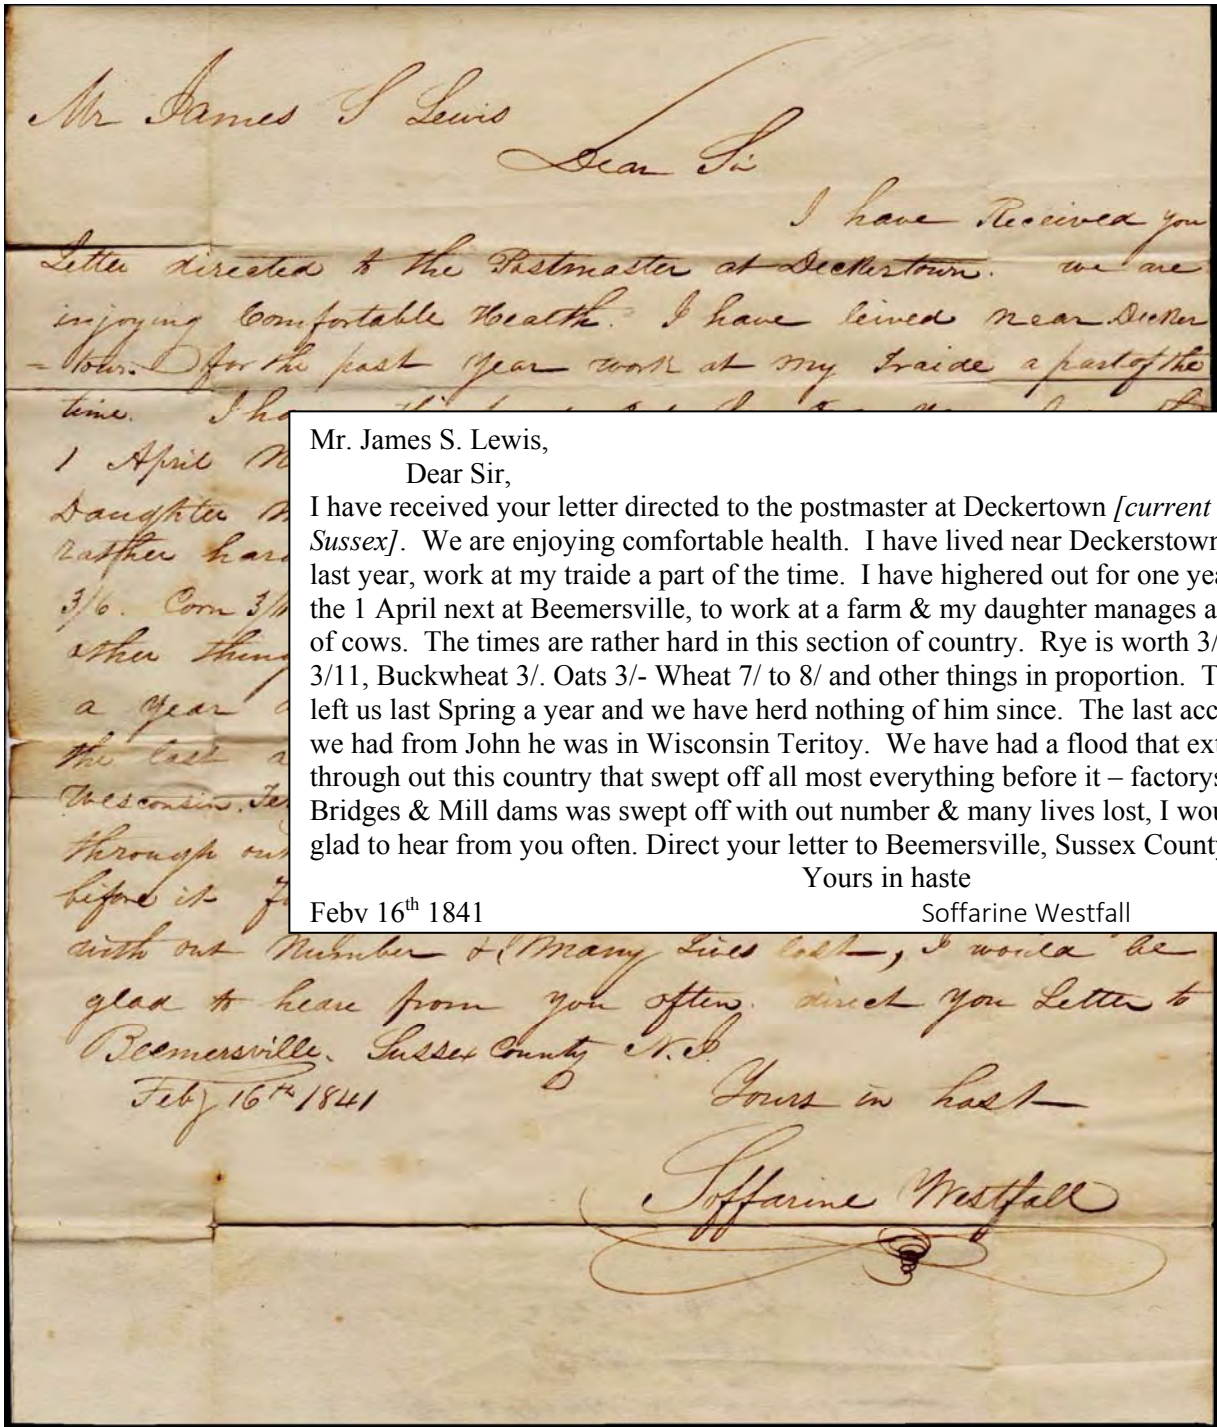 Mr James S Lewis
Dear Sir
I have Received you
Letter directed to the Postmaster at Deckertown. we are
injoying Comfortable Health. I have leived near Decker
= town. for the past year work at my traide a part of the
time. I
1 April
Daughter
rather hard
3/6. Corn
other thing
a year
the last
Wesconsin.
through out
before it
Mr. James S. Lewis,
Dear Sir,
I have received your letter directed to the postmaster at Deckertown [current
Sussex]. We are enjoying comfortable health. I have lived near Deckerstown
last year, work at my traide a part of the time. I have highered out for one
the 1 April next at Beemersville, to work at a farm & my daughter manages
of cows. The times are rather hard in this section of country. Rye is worth 3/
3/11, Buckwheat 3/. Oats 3/- Wheat 7/ to 8/ and other things in proportion.
left us last Spring a year and we have herd nothing of him since. The last
we had from John he was in Wisconsin Teritoy. We have had a flood that
through out this country that swept off all most everything before it – factorys
Bridges & Mill dams was swept off with out number & many lives lost, I
glad to hear from you often. Direct your letter to Beemersville, Sussex County
Yours in haste
Feby 16th 1841 Soffarine Westfall
with out Number & Many Lives lost, I would be
glad to heare from you often. direct you Letter to
Beemersville. Sussex County N.J.
Feby 16th 1841 Yours in hast
Soffarine Westfall